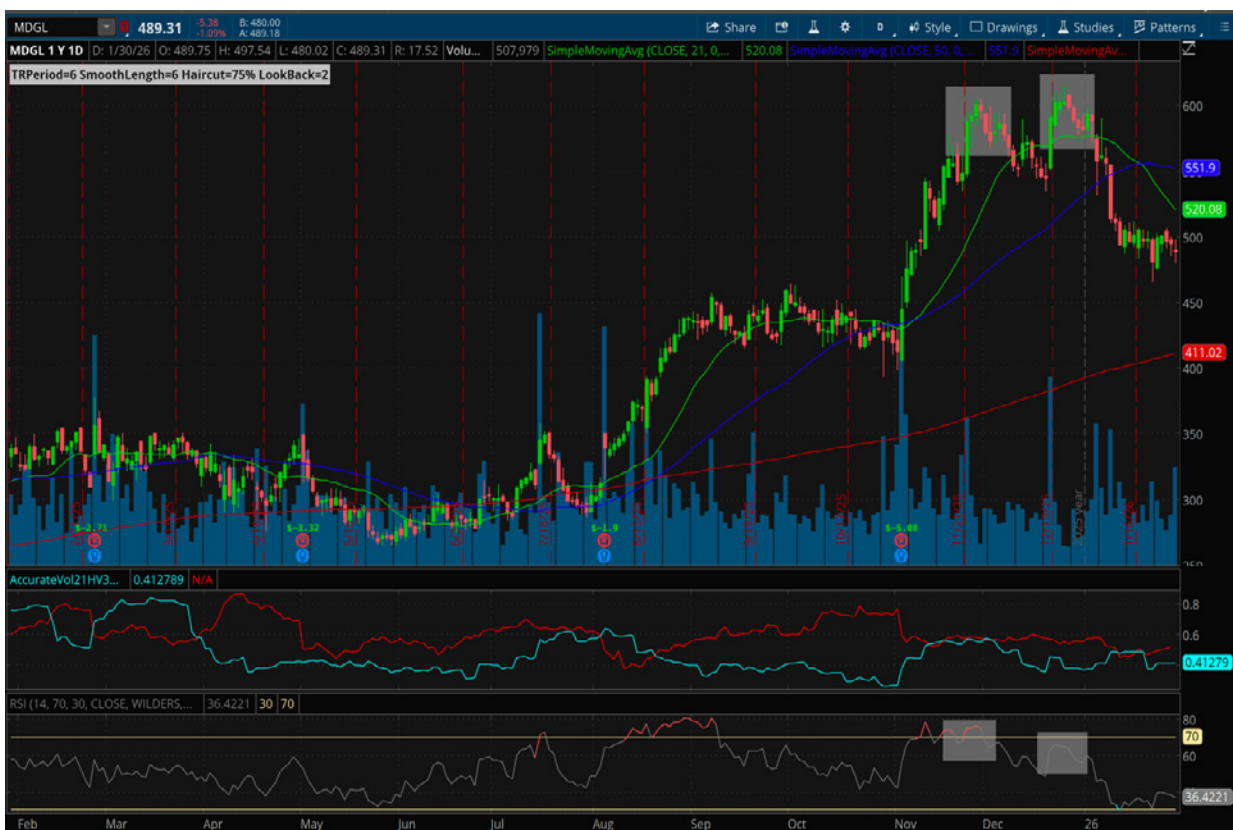 MDGL 489.31 -5.38 -1.09% B: 480.00 A: 489.18 Share D Style Drawings Studies Patterns
MDGL 1 Y 1D D: 1/30/26 O: 489.75 H: 497.54 L: 480.02 C: 489.31 R: 17.52 Volu... 507,979 SimpleMovingAvg (CLOSE, 21, 0,... 520.08 SimpleMovingAvg (CLOSE, 50, 0,... 551.9 SimpleMovingAv...
TRPeriod=6 SmoothLength=6 Haircut=75% LookBack=2
600
551.9
520.08
500
450
411.02
400
350
300
$-2.71 $-3.32 $-1.9 $-5.08
2025 year
250
AccurateVol21HV3... 0.412789 N/A
0.8
0.6
0.41279
RSI (14, 70, 30, CLOSE, WILDERS,... 36.4221 30 70
80
70
60
36.4221
Feb Mar Apr May Jun Jul Aug Sep Oct Nov Dec 26